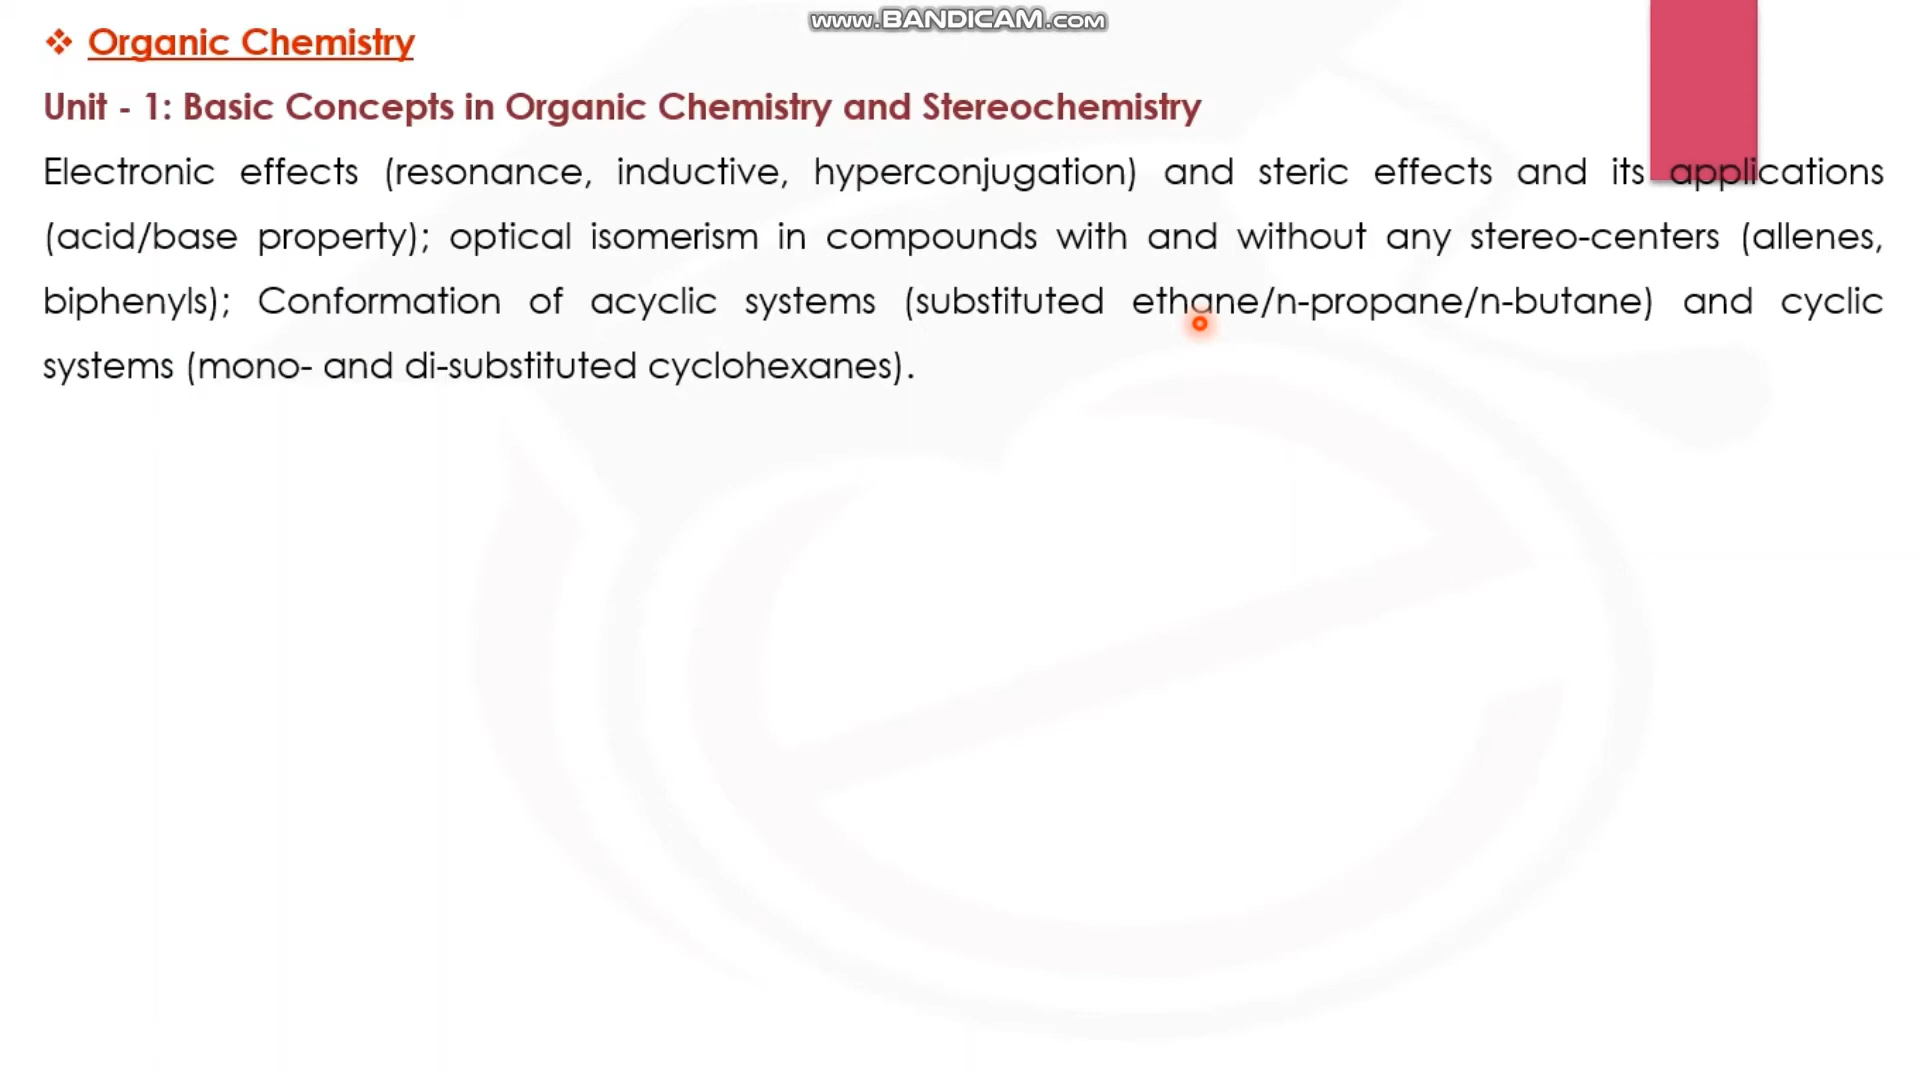 www.BANDICAM.com
❖ Organic Chemistry
Unit - 1: Basic Concepts in Organic Chemistry and Stereochemistry
Electronic effects (resonance, inductive, hyperconjugation) and steric effects and its applications
(acid/base property); optical isomerism in compounds with and without any stereo-centers (allenes,
biphenyls); Conformation of acyclic systems (substituted ethane/n-propane/n-butane) and cyclic
systems (mono- and di-substituted cyclohexanes).